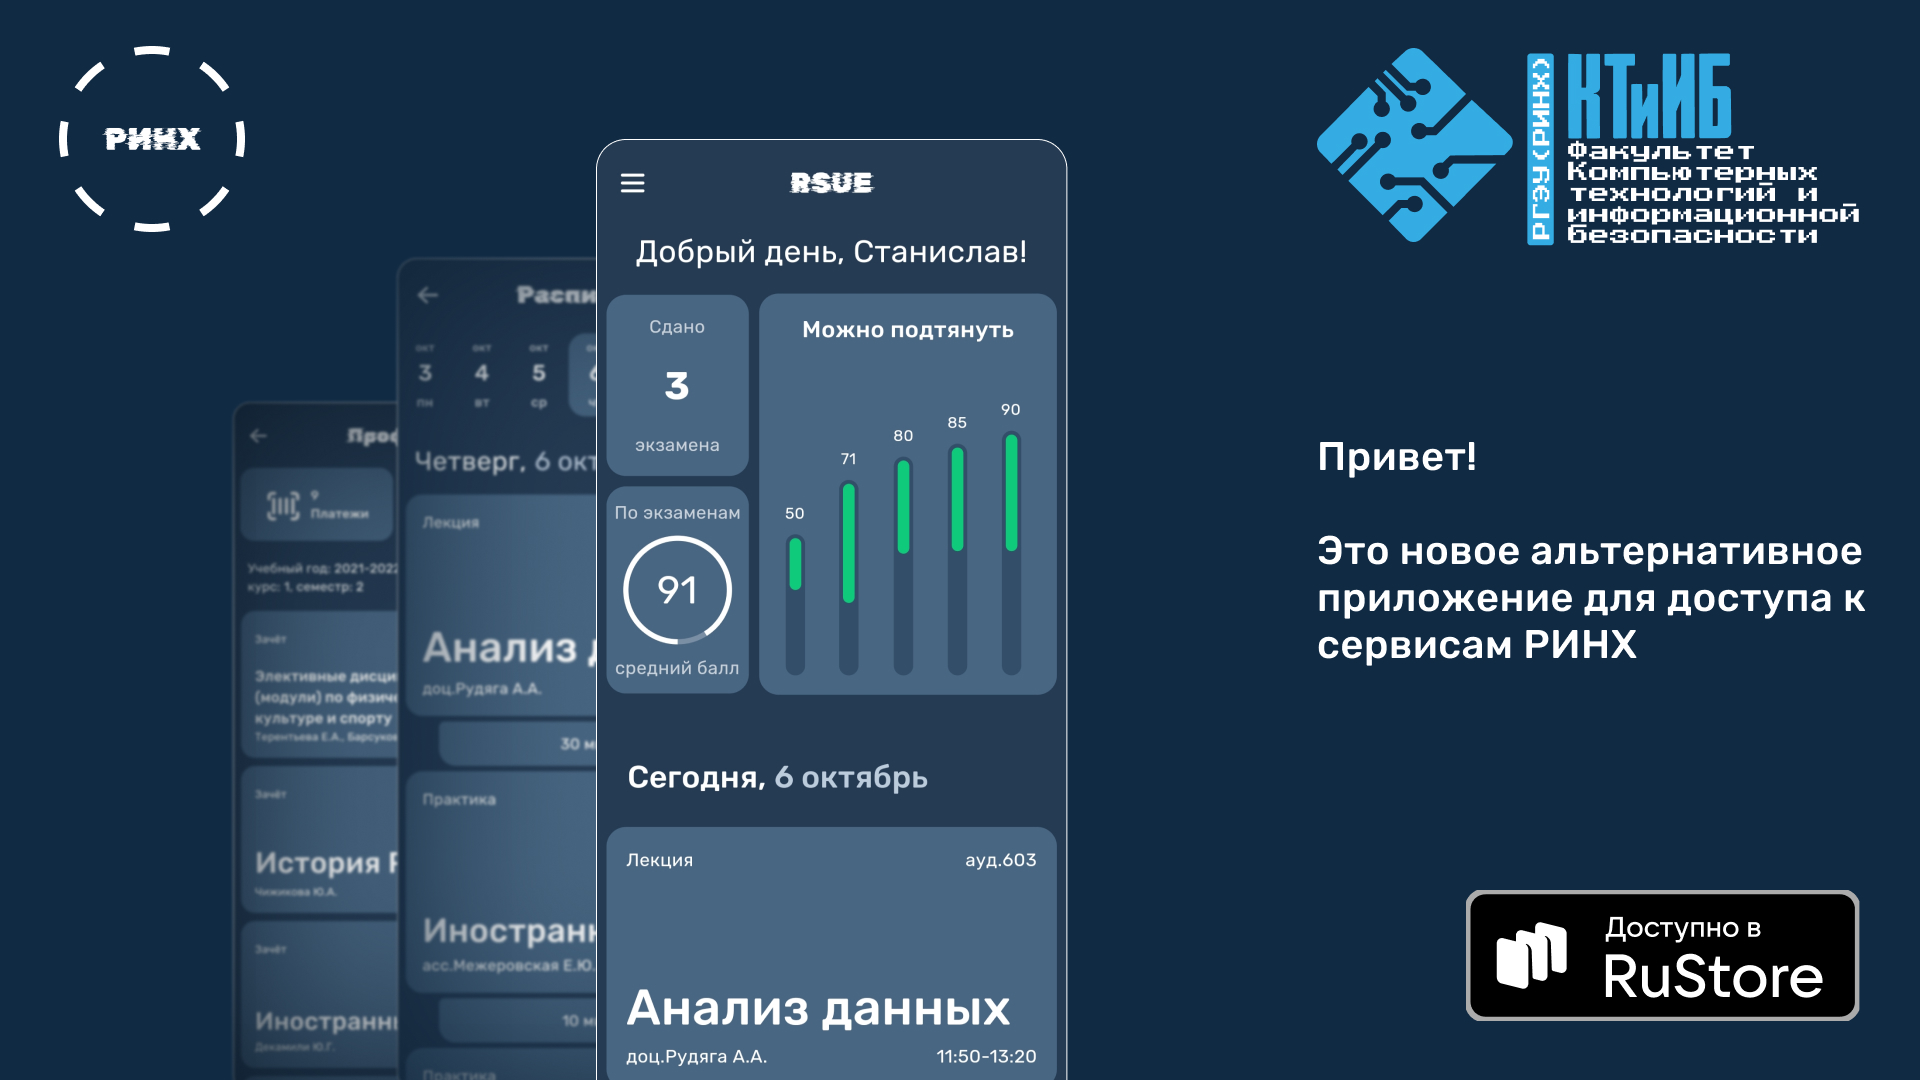 РИНХ
РГЭУ(РИНХ)
КТиИБ
Факультет
Компьютерных
технологий и
информационной
безопасности
RSUE
Добрый день, Станислав!
Сдано
3
экзамена
По экзаменам
91
средний балл
Можно подтянуть
50
71
80
85
90
Сегодня, 6 октябрь
Лекция
ауд.603
Анализ данных
доц.Рудяга А.А.
11:50-13:20
окт
окт
окт
3
4
5
пн
вт
ср
Четверг, 6 окт
Лекция
Анализ
доц.Рудяга А.А.
30 м
Практика
Иностран
асс.Межеровская Е.Ю.
10 м
Практика
9
Платежи
Учебный год: 2021-2022
курс: 1, семестр: 2
Зачёт
Элективные дисци
(модули) по физич
культуре и спорту
Терентьева Е.А., Барсуков
Зачёт
История
Чижикова Ю.А.
Зачёт
Иностранн
Привет!
Это новое альтернативное
приложение для доступа к
сервисам РИНХ
Доступно в
RuStore